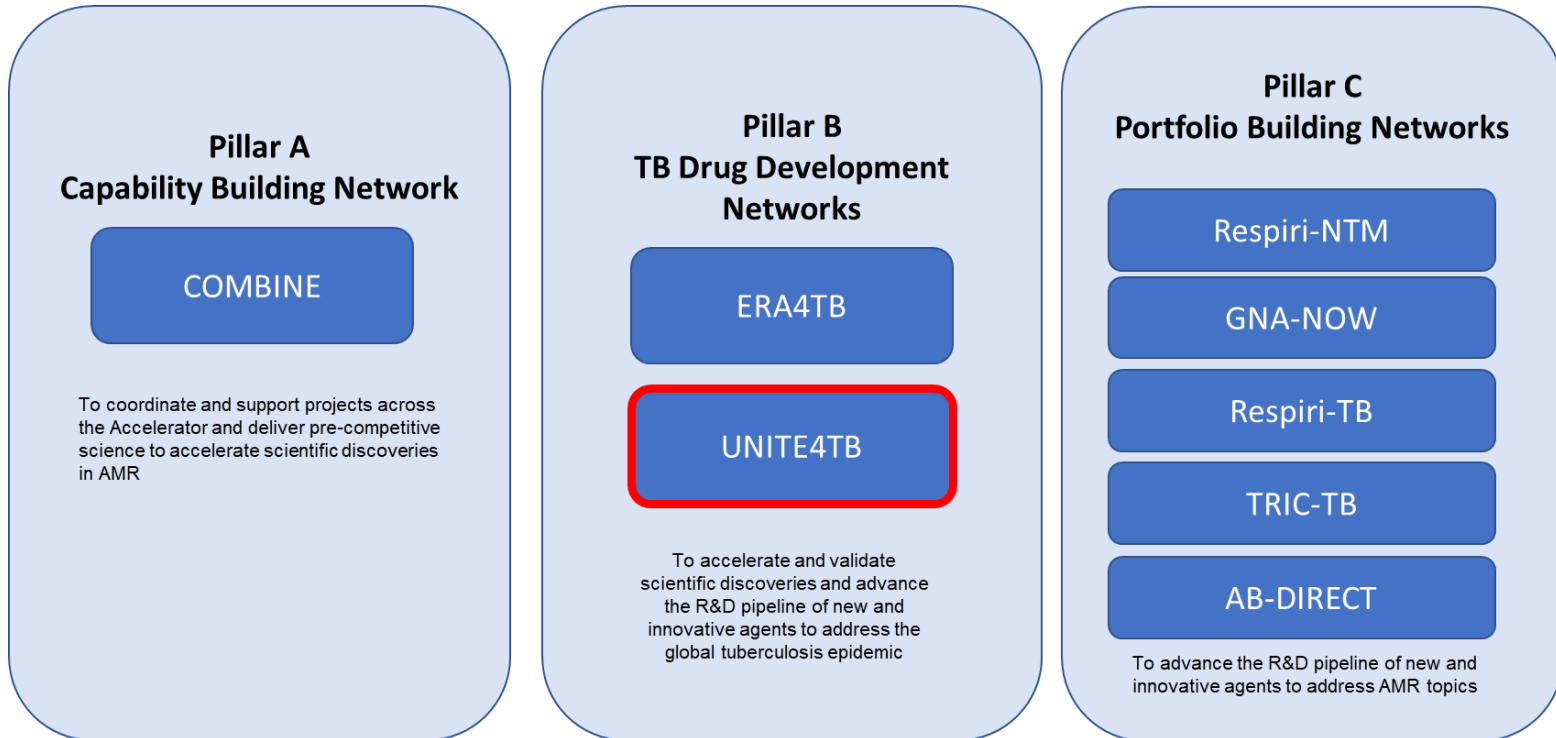 Pillar A
Capability Building Network
COMBINE
To coordinate and support projects across
the Accelerator and deliver pre-competitive
science to accelerate scientific discoveries
in AMR
Pillar B
TB Drug Development
Networks
ERA4TB
UNITE4TB
To accelerate and validate
scientific discoveries and advance
the R&D pipeline of new and
innovative agents to address the
global tuberculosis epidemic
Pillar C
Portfolio Building Networks
Respiri-NTM
GNA-NOW
Respiri-TB
TRIC-TB
AB-DIRECT
To advance the R&D pipeline of new and
innovative agents to address AMR topics